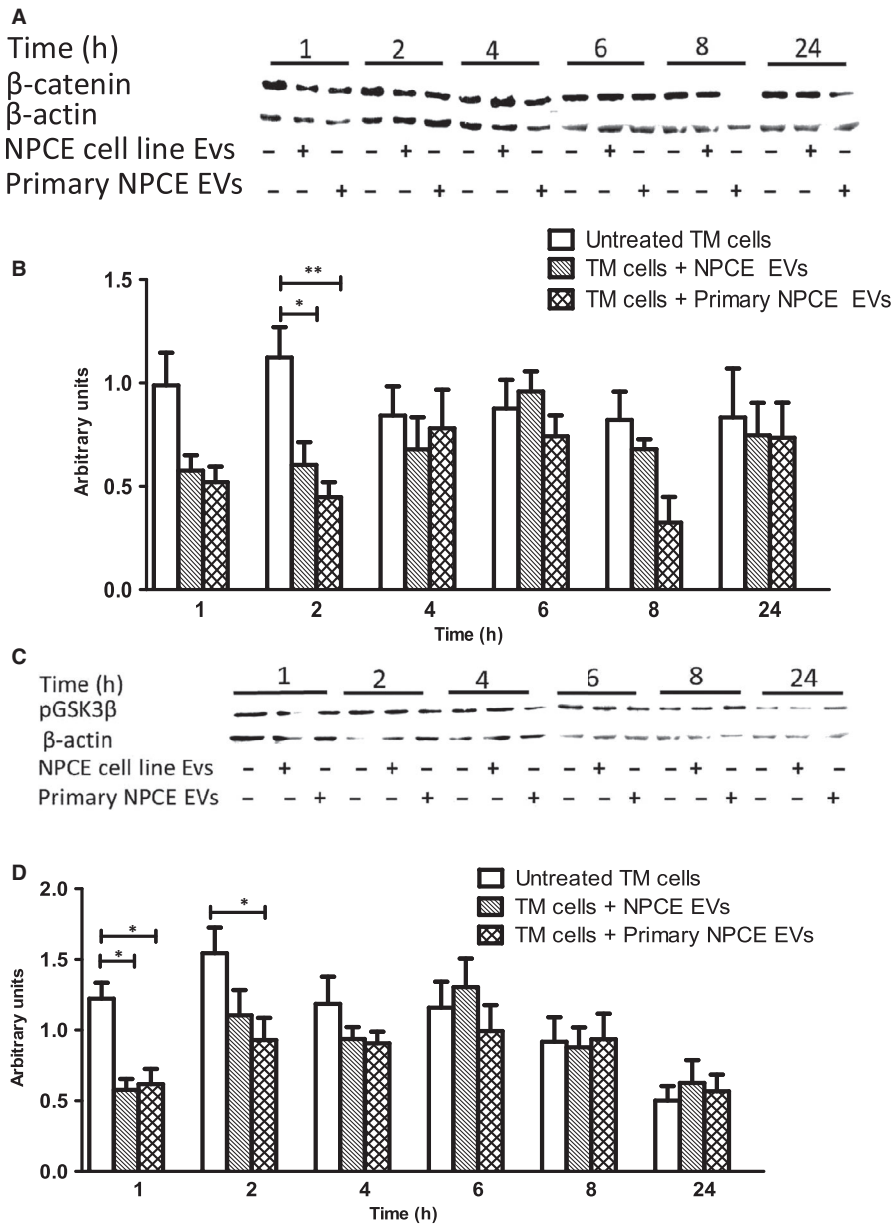 A
Time (h) 1 2 4 6 8 24
β-catenin
β-actin
NPCE cell line Evs – + – – + – – + – – + – – + – – + –
Primary NPCE EVs – – + – – + – – + – – + – – + – – +
B
Untreated TM cells
TM cells + NPCE EVs
TM cells + Primary NPCE EVs
**
*
1.5
1.0
0.5
0.0
Arbitrary units
1 2 4 6 8 24
Time (h)
C
Time (h) 1 2 4 6 8 24
pGSK3β
β-actin
NPCE cell line Evs – + – – + – – + – – + – – + – – + –
Primary NPCE EVs – – + – – + – – + – – + – – + – – +
D
Untreated TM cells
TM cells + NPCE EVs
TM cells + Primary NPCE EVs
*
*
*
2.0
1.5
1.0
0.5
0.0
Arbitrary units
1 2 4 6 8 24
Time (h)